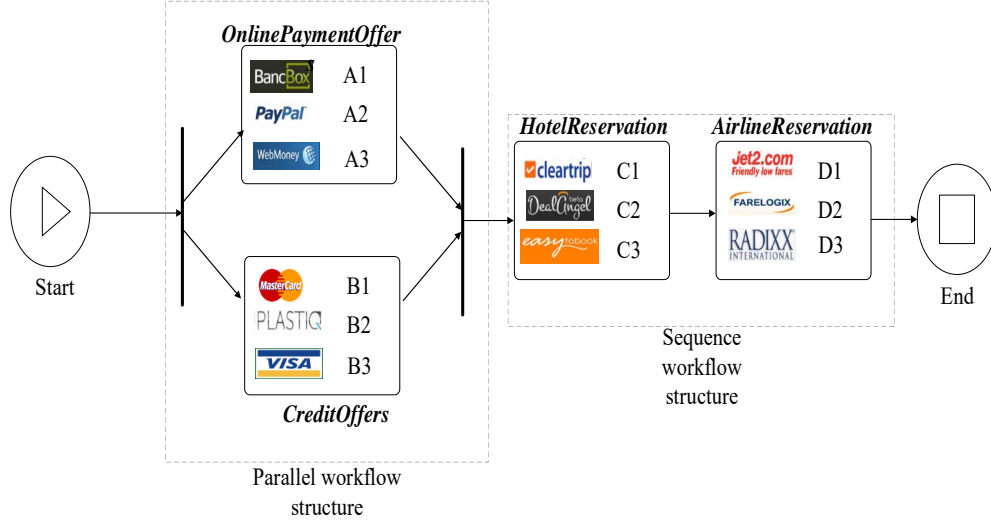 OnlinePaymentOffer
BancBox A1
PayPal A2
WebMoney A3
Start
MasterCard B1
PLASTIQ B2
VISA B3
CreditOffers
Parallel workflow
structure
HotelReservation
cleartrip C1
DealAngel beta C2
easytobook C3
AirlineReservation
Jet2.com
Friendly low fares D1
FARELOGIX D2
RADIXX
INTERNATIONAL D3
Sequence
workflow
structure
End